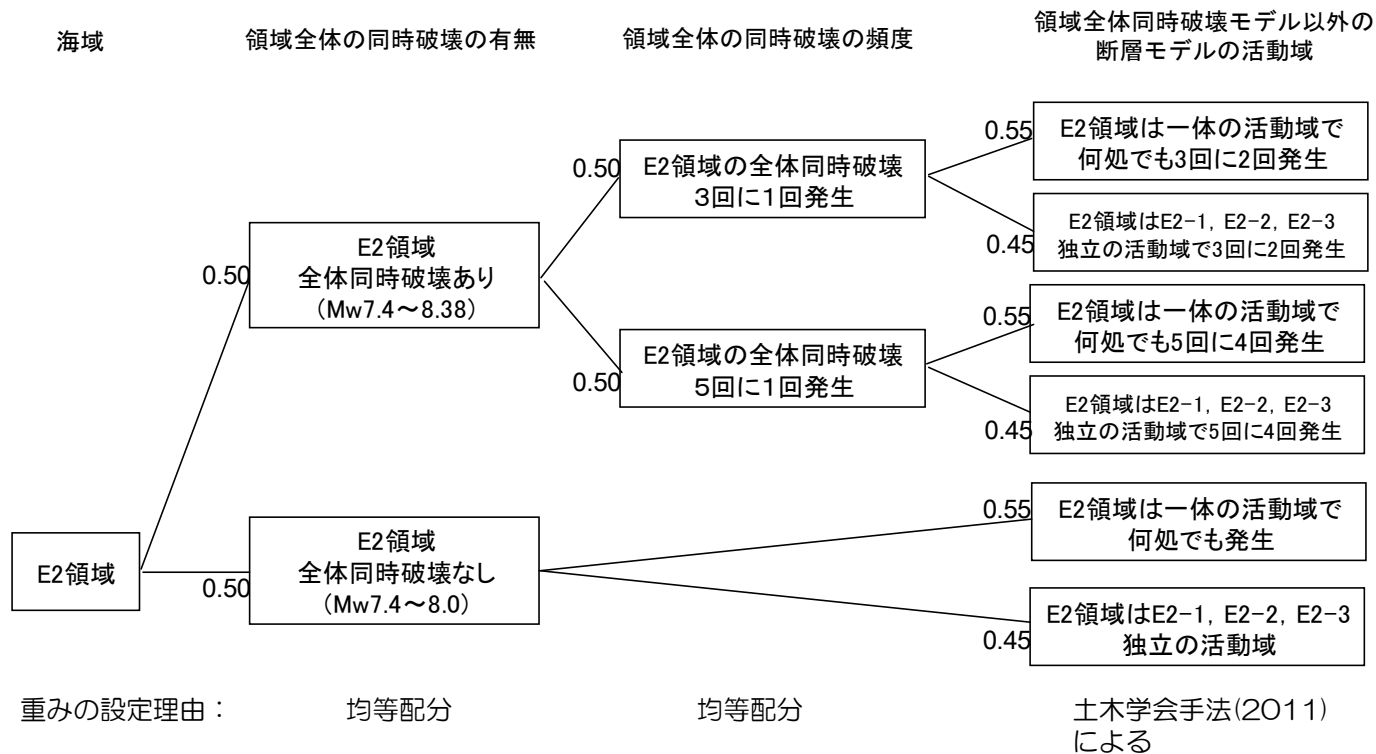 海域
領域全体の同時破壊の有無
領域全体の同時破壊の頻度
領域全体同時破壊モデル以外の
断層モデルの活動域
E2領域
0.50
E2領域
全体同時破壊あり
(Mw7.4~8.38)
0.50
E2領域の全体同時破壊
3回に1回発生
0.55
E2領域は一体の活動域で
何処でも3回に2回発生
0.45
E2領域はE2-1, E2-2, E2-3
独立の活動域で3回に2回発生
0.50
E2領域の全体同時破壊
5回に1回発生
0.55
E2領域は一体の活動域で
何処でも5回に4回発生
0.45
E2領域はE2-1, E2-2, E2-3
独立の活動域で5回に4回発生
0.50
E2領域
全体同時破壊なし
(Mw7.4~8.0)
0.55
E2領域は一体の活動域で
何処でも発生
0.45
E2領域はE2-1, E2-2, E2-3
独立の活動域
重みの設定理由:
均等配分
均等配分
土木学会手法(2011)
による